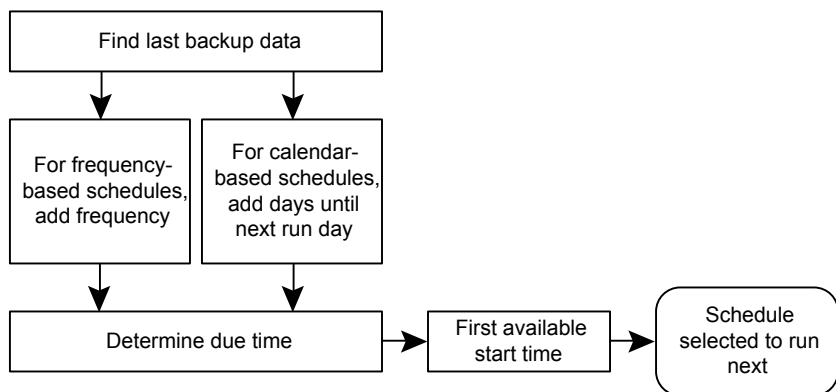 Find last backup data
For frequency-
based schedules,
add frequency
For calendar-
based schedules,
add days until
next run day
Determine due time
First available
start time
Schedule
selected to run
next